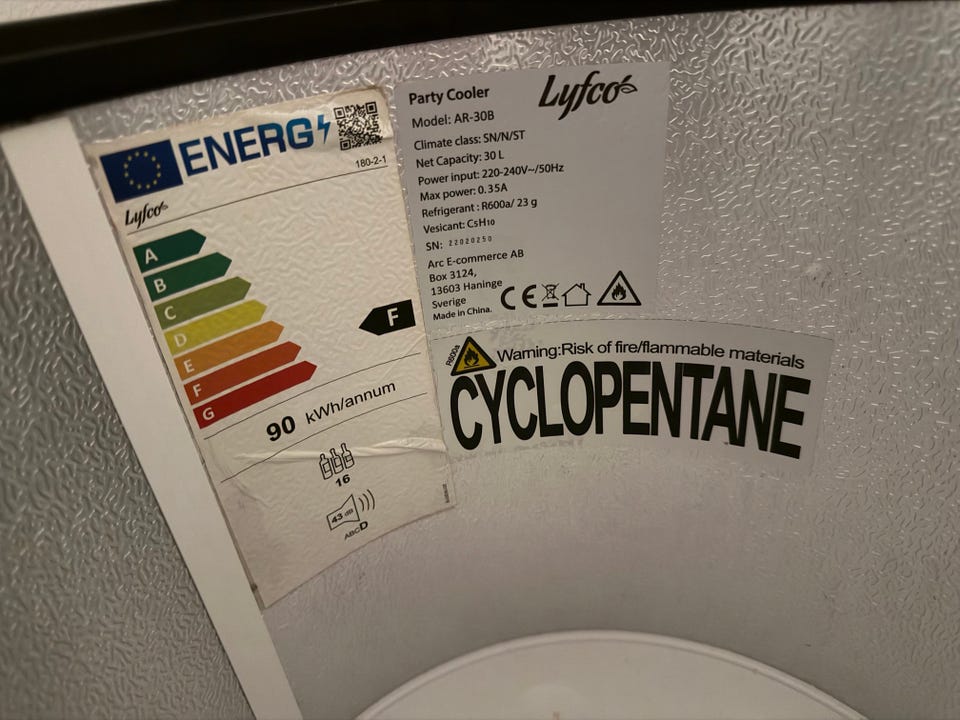 ENERG
180-2-1
Lyfco
A
B
C
D
E
F
G
F
90 kWh/annum
16
43 dB
ABCD
Party Cooler
Lyfco
Model: AR-30B
Climate class: SN/N/ST
Net Capacity: 30 L
Power input: 220-240V~/50Hz
Max power: 0.35A
Refrigerant : R600a/ 23 g
Vesicant: C5H10
SN: 22020250
Arc E-commerce AB
Box 3124,
13603 Haninge
Sverige
Made in China.
CE
R600a
Warning:Risk of fire/flammable materials
CYCLOPENTANE